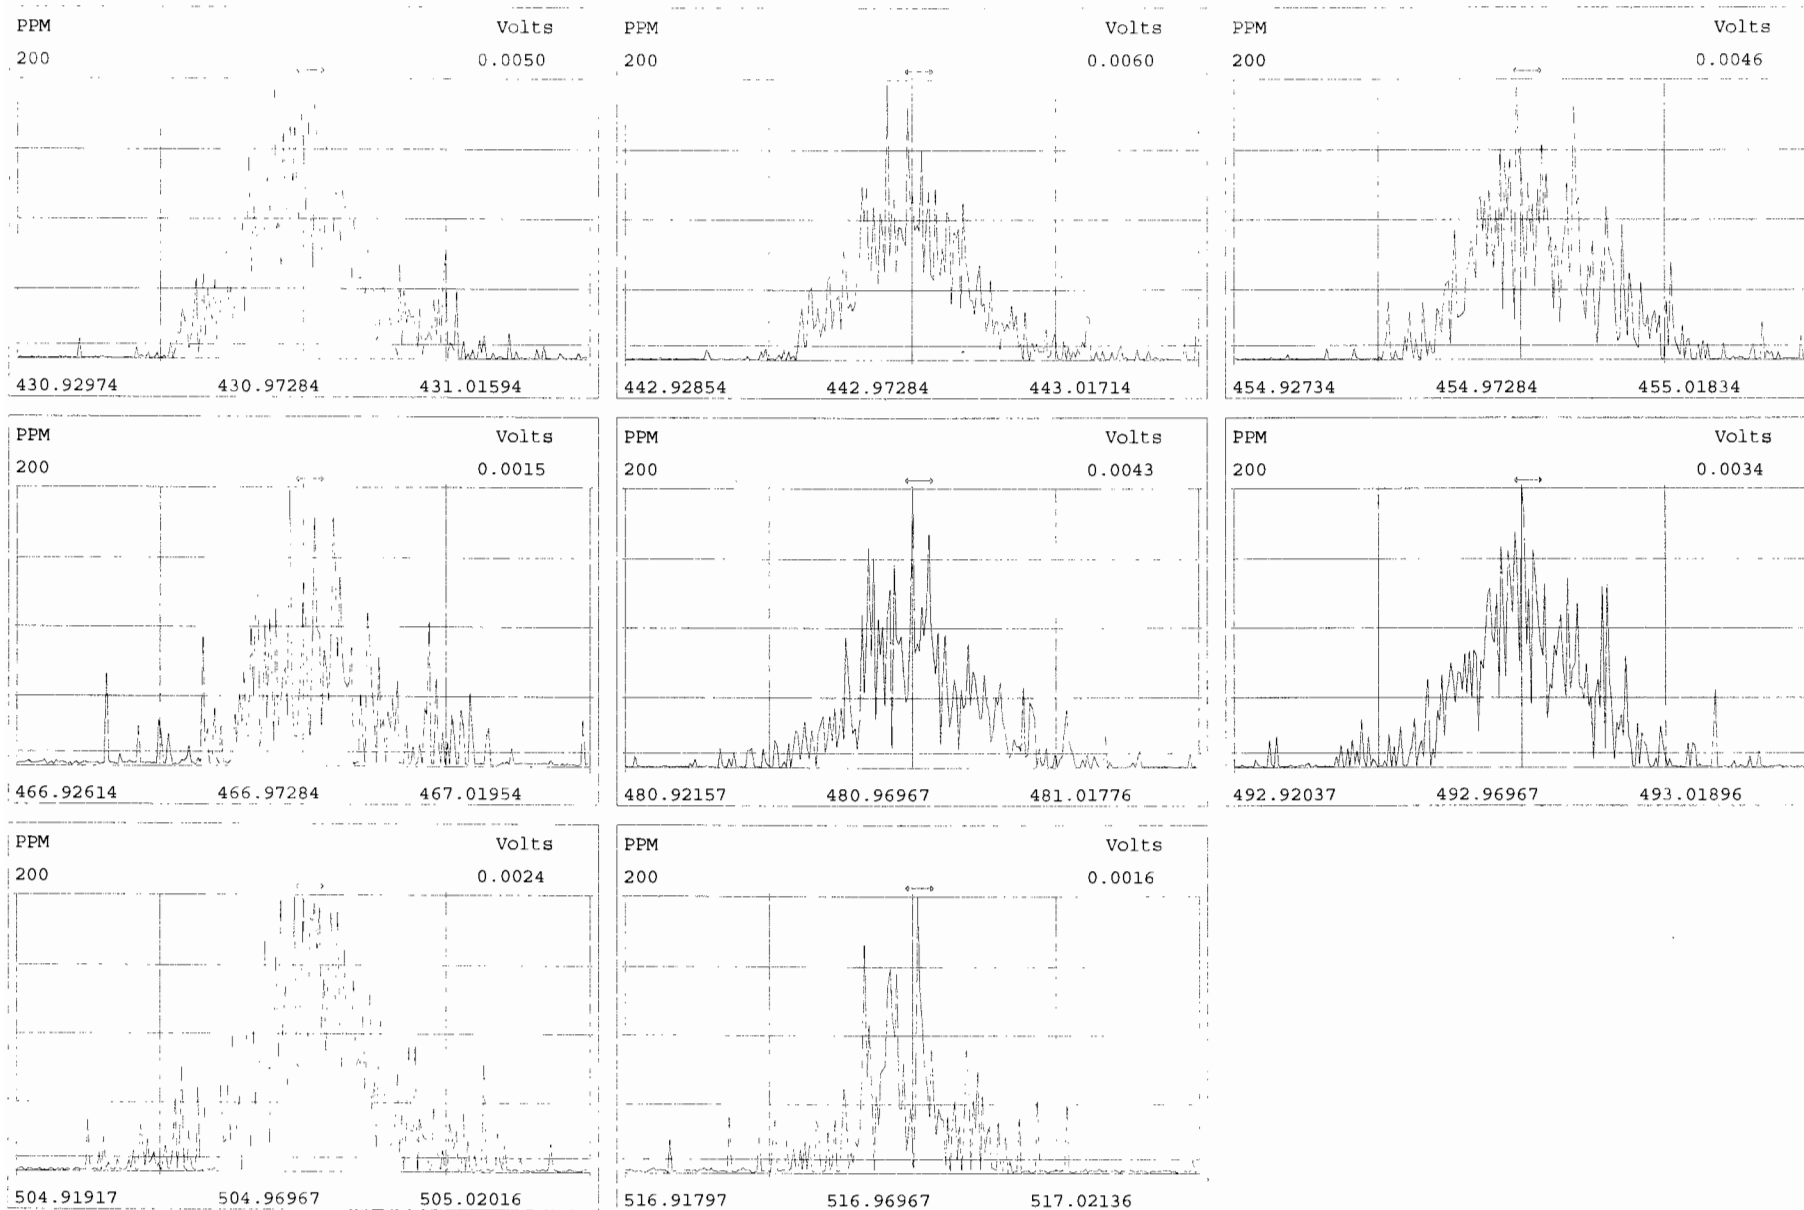 PPM Volts
200 0.0050
430.92974 430.97284 431.01594
PPM Volts
200 0.0060
442.92854 442.97284 443.01714
PPM Volts
200 0.0046
454.92734 454.97284 455.01834
PPM Volts
200 0.0015
466.92614 466.97284 467.01954
PPM Volts
200 0.0043
480.92157 480.96967 481.01776
PPM Volts
200 0.0034
492.92037 492.96967 493.01896
PPM Volts
200 0.0024
504.91917 504.96967 505.02016
PPM Volts
200 0.0016
516.91797 516.96967 517.02136